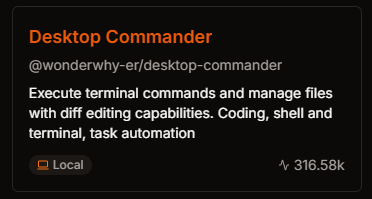 Desktop Commander
@wonderwhy-er/desktop-commander
Execute terminal commands and manage files
with diff editing capabilities. Coding, shell and
terminal, task automation
Local
316.58k